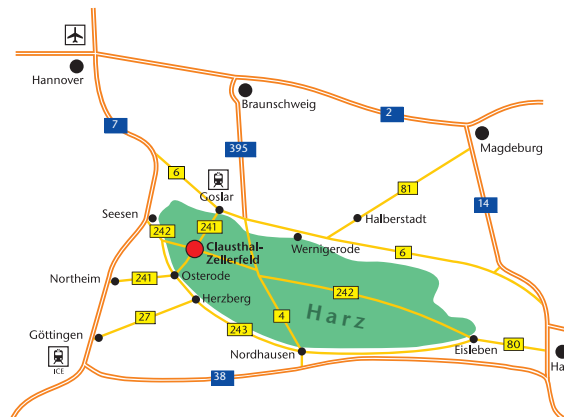 Hannover
Braunschweig
7
2
395
Magdeburg
6
Goslar
81
Seesen
241
Halberstadt
14
242
Clausthal-
Zellerfeld
Wernigerode
6
Northeim
241
Osterode
242
Herzberg
27
Harz
4
243
Göttingen
Nordhausen
Eisleben
80
ICE
38
Ha